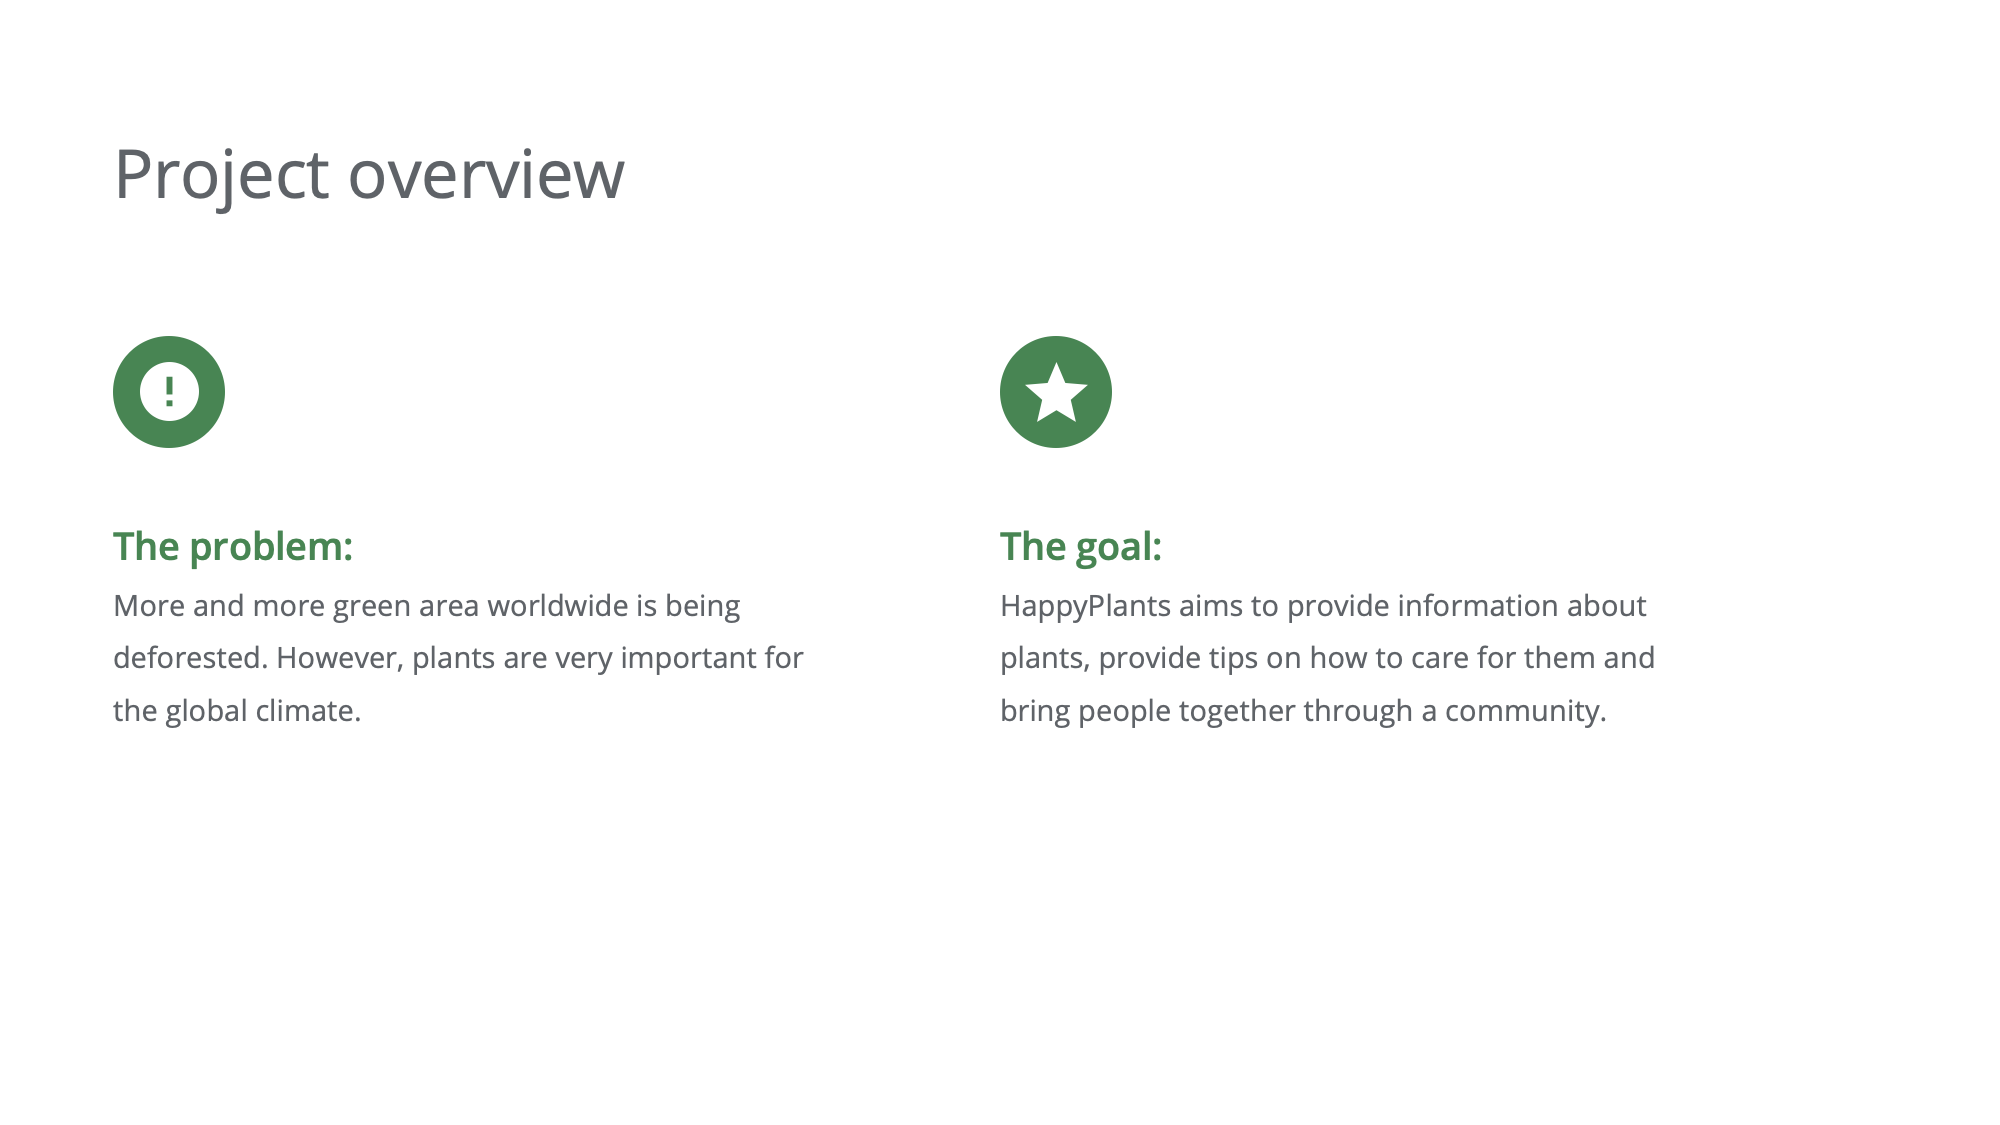 Project overview
The problem:
More and more green area worldwide is being
deforested. However, plants are very important for
the global climate.
The goal:
HappyPlants aims to provide information about
plants, provide tips on how to care for them and
bring people together through a community.